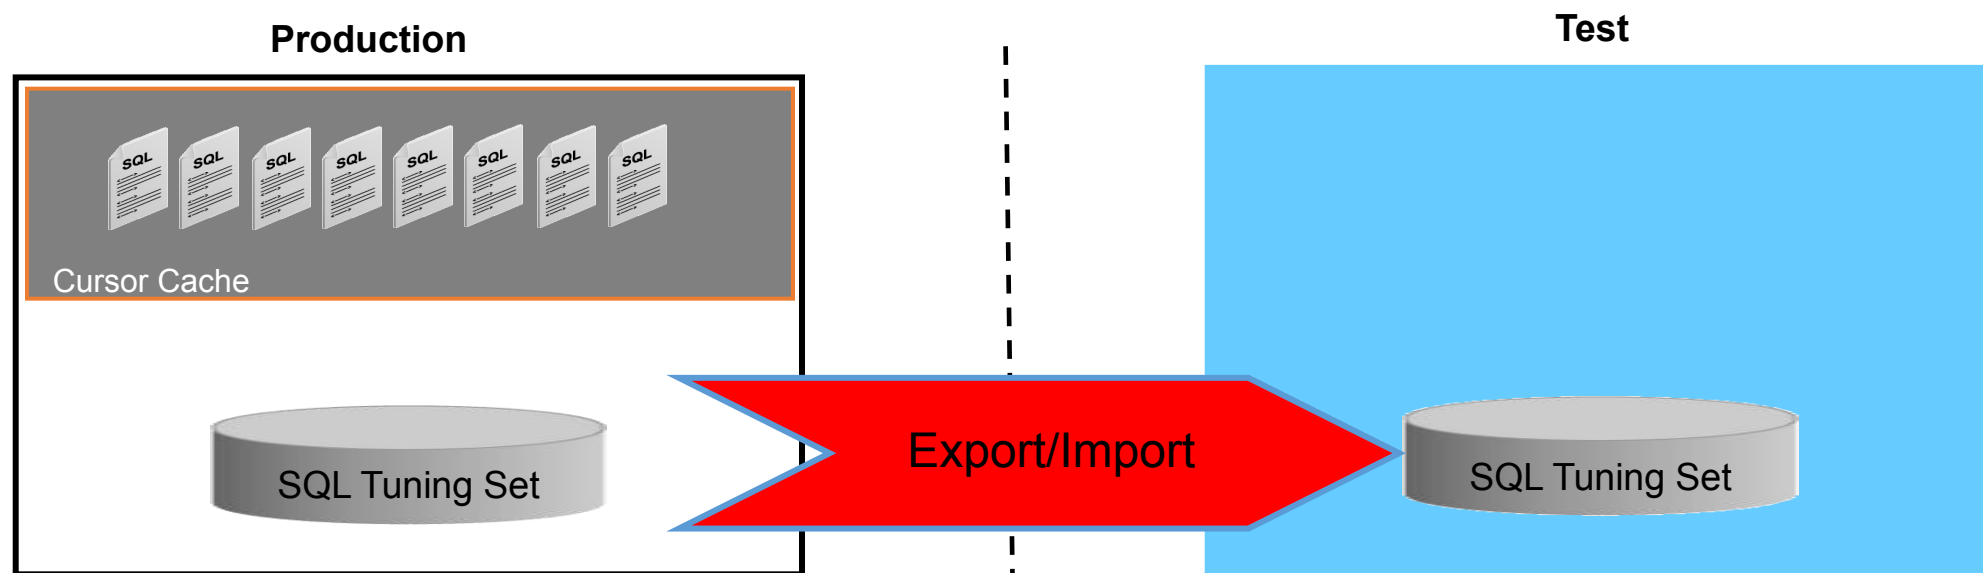 Production
Test
SQL SQL SQL SQL SQL SQL SQL SQL
Cursor Cache
Export/Import
SQL Tuning Set
SQL Tuning Set